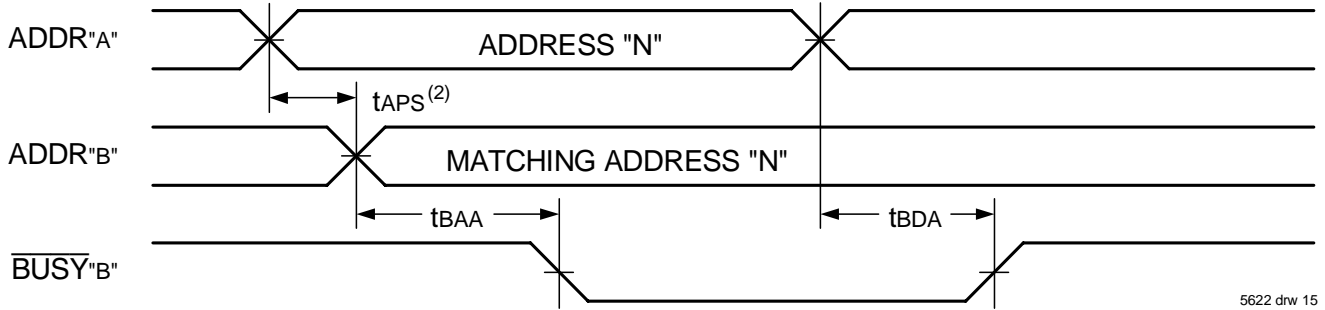 ADDR"A" ADDRESS "N"
tAPS(2)
ADDR"B" MATCHING ADDRESS "N"
tBAA tBDA
BUSY"B"
5622 drw 15